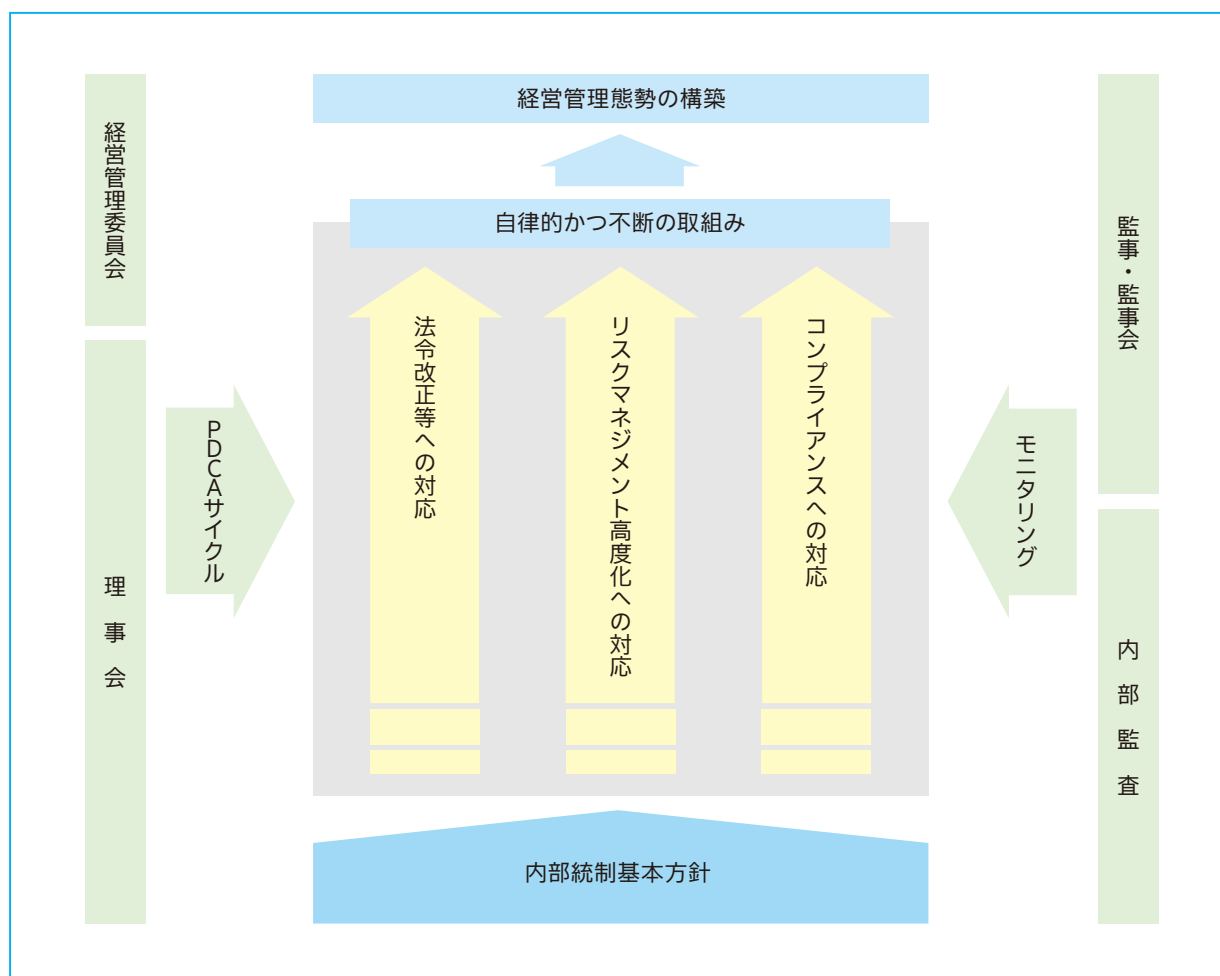 経営管理態勢の構築
自律的かつ不断の取組み
経営管理委員会
理事会
PDCAサイクル
法令改正等への対応
リスクマネジメント高度化への対応
コンプライアンスへの対応
モニタリング
監事・監事会
内部監査
内部統制基本方針